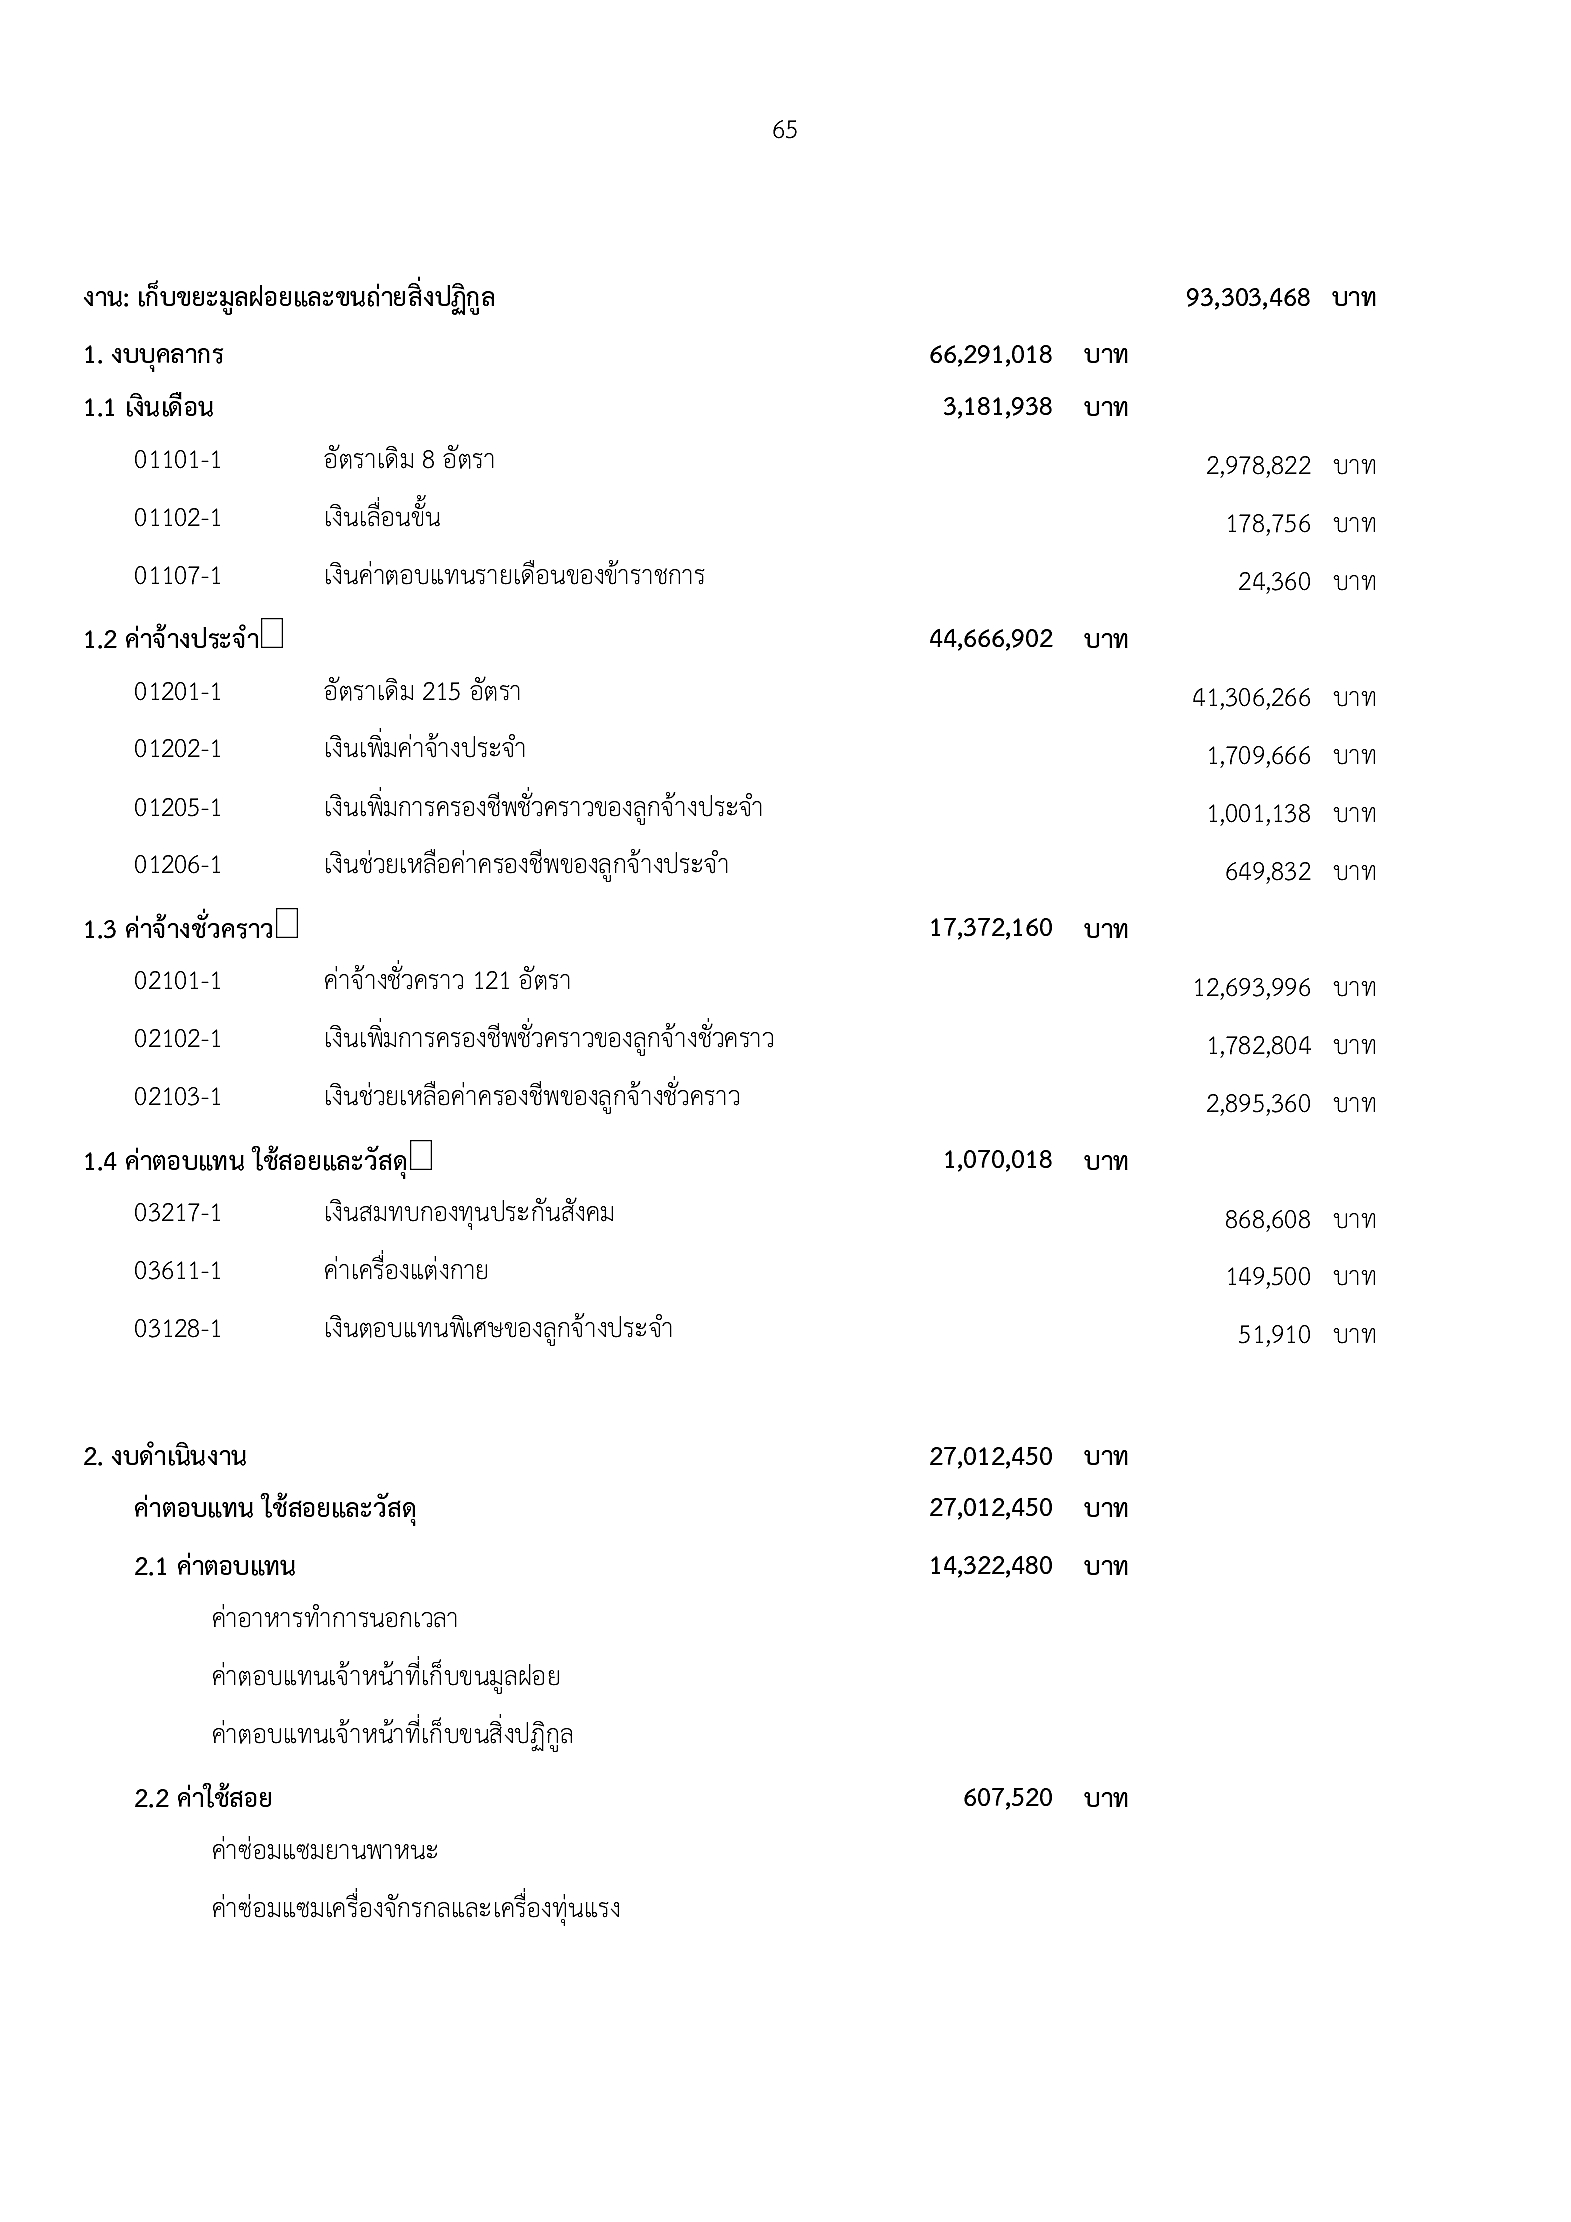 65
งาน: เก็บขยะมูลฝอยและขนถ่ายสิ่งปฏิกูล 93,303,468 บาท
1. งบบุคลากร 66,291,018 บาท
1.1 เงินเดือน 3,181,938 บาท
01101-1 อัตราเดิม 8 อัตรา 2,978,822 บาท
01102-1 เงินเลื่อนขั้น 178,756 บาท
01107-1 เงินค่าตอบแทนรายเดือนของข้าราชการ 24,360 บาท
1.2 ค่าจ้างประจำ 44,666,902 บาท
01201-1 อัตราเดิม 215 อัตรา 41,306,266 บาท
01202-1 เงินเพิ่มค่าจ้างประจำ 1,709,666 บาท
01205-1 เงินเพิ่มการครองชีพชั่วคราวของลูกจ้างประจำ 1,001,138 บาท
01206-1 เงินช่วยเหลือค่าครองชีพของลูกจ้างประจำ 649,832 บาท
1.3 ค่าจ้างชั่วคราว 17,372,160 บาท
02101-1 ค่าจ้างชั่วคราว 121 อัตรา 12,693,996 บาท
02102-1 เงินเพิ่มการครองชีพชั่วคราวของลูกจ้างชั่วคราว 1,782,804 บาท
02103-1 เงินช่วยเหลือค่าครองชีพของลูกจ้างชั่วคราว 2,895,360 บาท
1.4 ค่าตอบแทน ใช้สอยและวัสดุ 1,070,018 บาท
03217-1 เงินสมทบกองทุนประกันสังคม 868,608 บาท
03611-1 ค่าเครื่องแต่งกาย 149,500 บาท
03128-1 เงินตอบแทนพิเศษของลูกจ้างประจำ 51,910 บาท
2. งบดำเนินงาน 27,012,450 บาท
ค่าตอบแทน ใช้สอยและวัสดุ 27,012,450 บาท
2.1 ค่าตอบแทน 14,322,480 บาท
ค่าอาหารทำการนอกเวลา
ค่าตอบแทนเจ้าหน้าที่เก็บขนมูลฝอย
ค่าตอบแทนเจ้าหน้าที่เก็บขนสิ่งปฏิกูล
2.2 ค่าใช้สอย 607,520 บาท
ค่าซ่อมแซมยานพาหนะ
ค่าซ่อมแซมเครื่องจักรกลและเครื่องทุ่นแรง